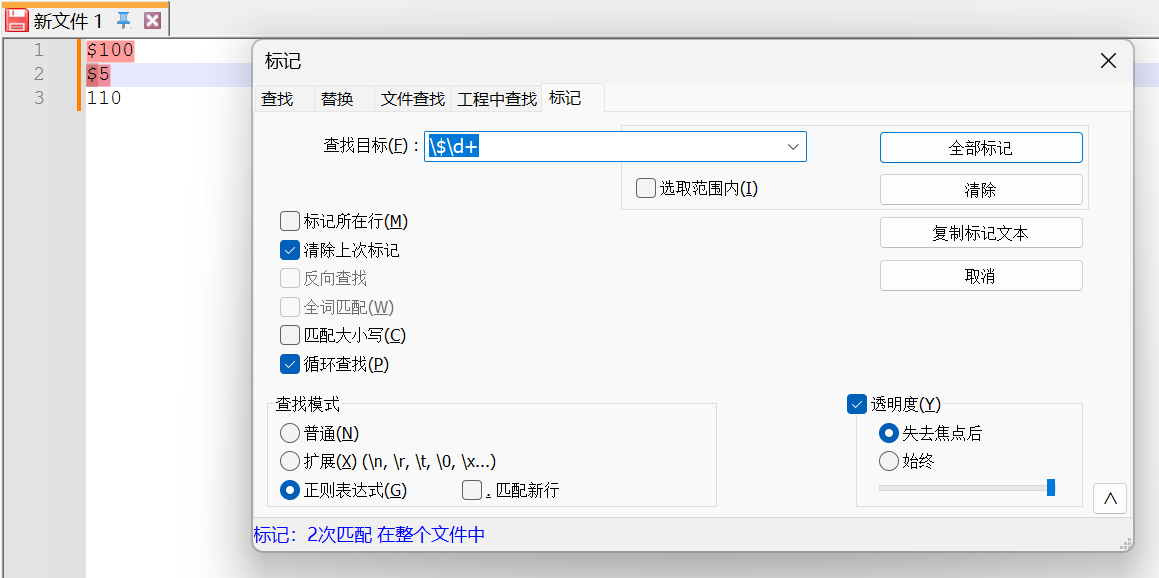 新文件 1
1 $100
2 $5
3 110
标记
查找 替换 文件查找 工程中查找 标记
查找目标(F) : \$\d+
全部标记
选取范围内(I)
清除
标记所在行(M)
复制标记文本
清除上次标记
取消
反向查找
全词匹配(W)
匹配大小写(C)
循环查找(P)
查找模式
透明度(Y)
普通(N)
失去焦点后
扩展(X) (\n, \r, \t, \0, \x...)
始终
正则表达式(G) . 匹配新行
标记：2次匹配 在整个文件中